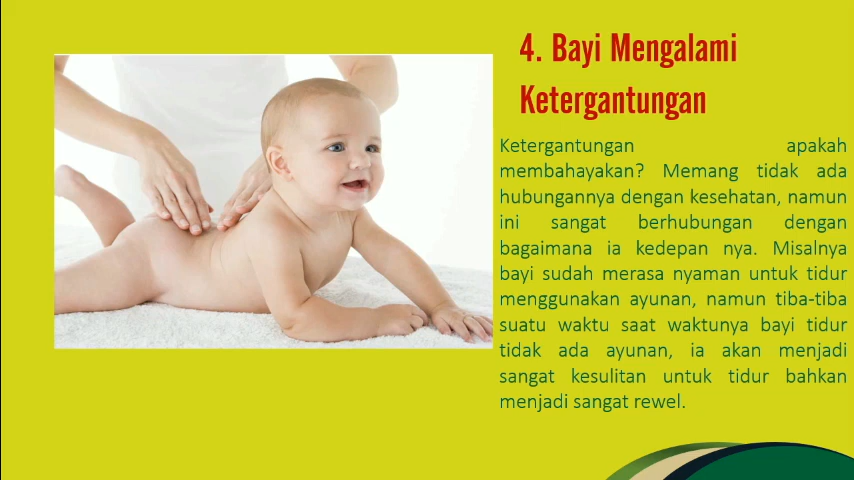 4. Bayi Mengalami
Ketergantungan
Ketergantungan apakah
membahayakan? Memang tidak ada
hubungannya dengan kesehatan, namun
ini sangat berhubungan dengan
bagaimana ia kedepan nya. Misalnya
bayi sudah merasa nyaman untuk tidur
menggunakan ayunan, namun tiba-tiba
suatu waktu saat waktunya bayi tidur
tidak ada ayunan, ia akan menjadi
sangat kesulitan untuk tidur bahkan
menjadi sangat rewel.